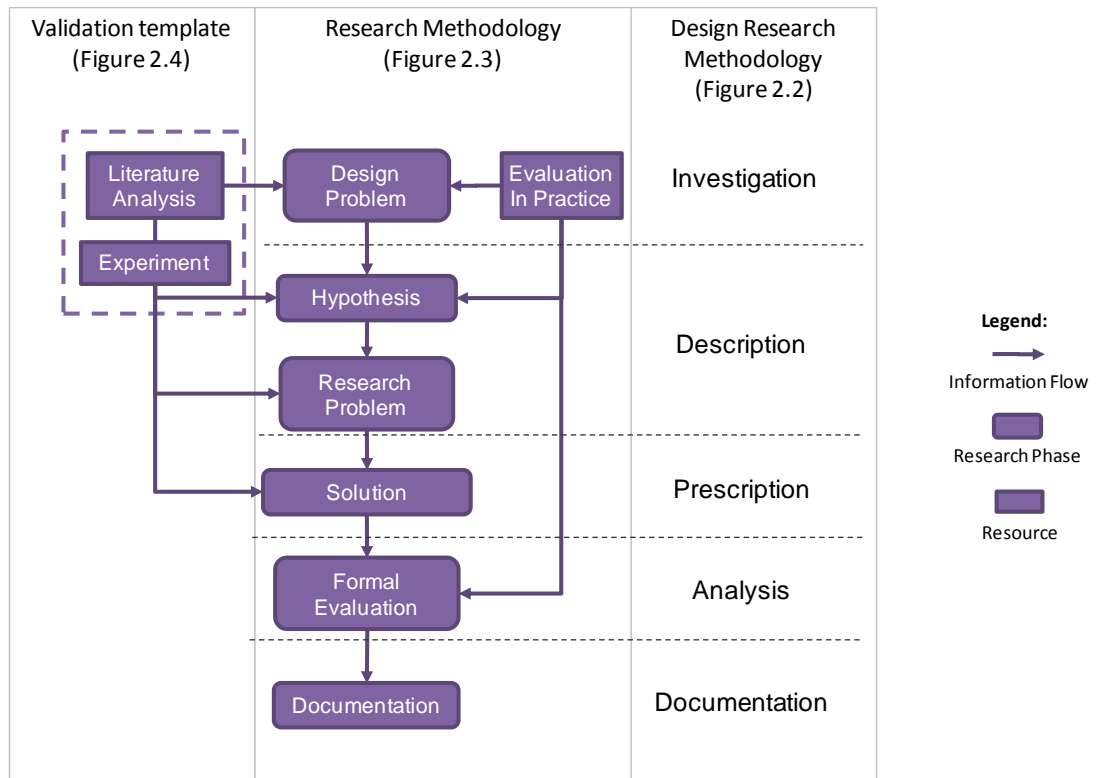 Validation template
(Figure 2.4)
Research Methodology
(Figure 2.3)
Design Research
Methodology
(Figure 2.2)
Literature
Analysis
Design
Problem
Evaluation
In Practice
Investigation
Experiment
Hypothesis
Research
Problem
Description
Solution
Prescription
Formal
Evaluation
Analysis
Documentation
Documentation
Legend:
Information Flow
Research Phase
Resource